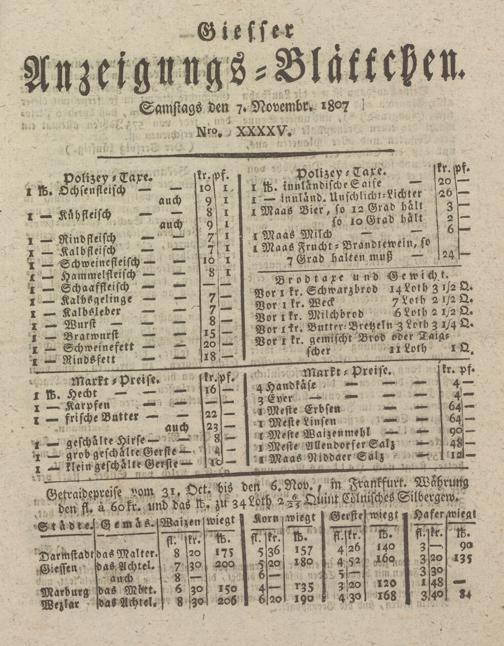 Giesser
Anzeigungs-Blättchen.
Samstags den 7. Novembr. 1807
Nro. XXXXV.
Polizey-Taxe. kr. pf.
1 ℔. Ochsenfleisch — — 10 1
auch 9 1
1 — Kühfleisch — — 8 1
auch 9 1
1 — Rindfleisch — — 7 1
1 — Kalbfleisch — — 7 1
1 — Schweinefleisch — — 10 1
1 — Hammelfleisch — — 8 1
1 — Schaaffleisch — — — —
1 — Kalbsgelinge — — 7 —
1 — Kalbsleber — — 7 —
1 — Wurst — — 8 —
1 — Bratwurst — — 15 —
1 — Schweinefett — — 20 —
1 — Rindsfett — — 18 —
Polizey-Taxe. kr. pf.
1 ℔. innländische Saife — 20 —
1 — innländ. Unschlicht-Lichter 26 —
1 Maas Bier, so 12 Grad hält 3 —
so 10 Grad hält 2 —
1 Maas Milch — — 6 —
1 Maas Frucht-Brandtewein, so
7 Grad halten muß — 24 —
Brodtaxe und Gewicht.
Vor 1 kr. Schwarzbrod 14 Loth 3 1/2 Q.
Vor 1 kr. Weck 7 Loth 2 1/2 Q.
Vor 1 kr. Milchbrod 6 Loth 2 1/2 Q.
Vor 1 kr. Butter-Bretzeln 3 Loth 3 1/4 Q.
Vor 1 kr. gemischt Brod oder Taigs-
scher 11 Loth 1 Q.
Markt-Preise. kr. pf.
1 ℔. Hecht — — 16 —
1 — Karpfen — — — —
1 — frische Butter — — 22 —
auch 23 —
1 — geschälte Hirse — — 8 —
1 — grob geschälte Gerste — 4 —
1 — klein geschälte Gerste — 10 —
Markt-Preise. kr. pf.
4 Handkäse — — — 4 —
3 Eyer — — — 4 —
1 Meste Erbsen — — 64 —
1 Meste Linsen — — 64 —
1 Meste Waizenmehl — — 90 —
1 Meste Allendorfer Salz — 48 —
1 Maas Niddaer Salz — 12 —
Getraidepreise vom 31. Oct. bis den 6. Nov., in Frankfurt. Währung
den fl. à 60 kr. und das ℔. zu 34 Loth Quint Cölnisches Silbergew.
Städte. Gemäs. Waizen wiegt Korn wiegt Gerste wiegt Hafer wiegt
fl. kr. ℔. fl. kr. ℔. fl. kr. ℔. fl. kr. ℔.
Darmstadt das Malter. 8 20 175 5 36 157 4 26 140 3 — 90
Giessen das Achtel. 7 30 200 5 20 180 4 52 160 3 20 135
auch 8 — 6 — 5 — 3 30
Marburg das Mött. 6 30 150 4 — 135 3 20 120 1 48 —
Wezlar das Achtel. 8 30 206 6 20 190 4 30 168 3 40 84